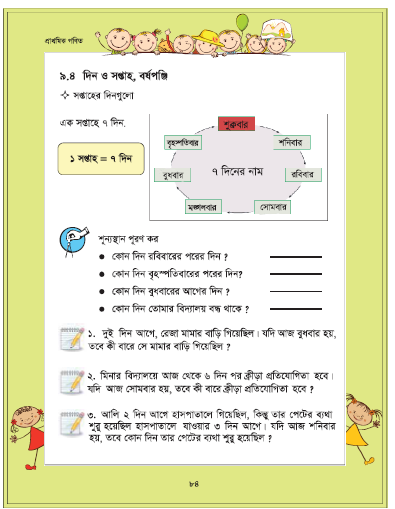 প্রাথমিক গণিত
৯.৪ দিন ও সপ্তাহ, বর্ষপঞ্জি
সপ্তাহের দিনগুলো
এক সপ্তাহে ৭ দিন.
১ সপ্তাহ = ৭ দিন
শুক্রবার
শনিবার
রবিবার
সোমবার
মঙ্গলবার
বুধবার
বৃহস্পতিবার
৭ দিনের নাম
শূন্যস্থান পূরণ কর
● কোন দিন রবিবারের পরের দিন ?
● কোন দিন বৃহস্পতিবারের পরের দিন?
● কোন দিন বুধবারের আগের দিন ?
● কোন দিন তোমার বিদ্যালয় বন্ধ থাকে ?
১. দুই দিন আগে, রেজা মামার বাড়ি গিয়েছিল। যদি আজ বুধবার হয়,
তবে কী বারে সে মামার বাড়ি গিয়েছিল ?
২. মিনার বিদ্যালয়ে আজ থেকে ৬ দিন পর ক্রীড়া প্রতিযোগিতা হবে।
যদি আজ সোমবার হয়, তবে কী বারে ক্রীড়া প্রতিযোগিতা হবে ?
৩. আলি ২ দিন আগে হাসপাতালে গিয়েছিল, কিন্তু তার পেটের ব্যথা
শুরু হয়েছিল হাসপাতালে যাওয়ার ৩ দিন আগে। যদি আজ শনিবার
হয়, তবে কোন দিন তার পেটের ব্যথা শুরু হয়েছিল ?
৮৪